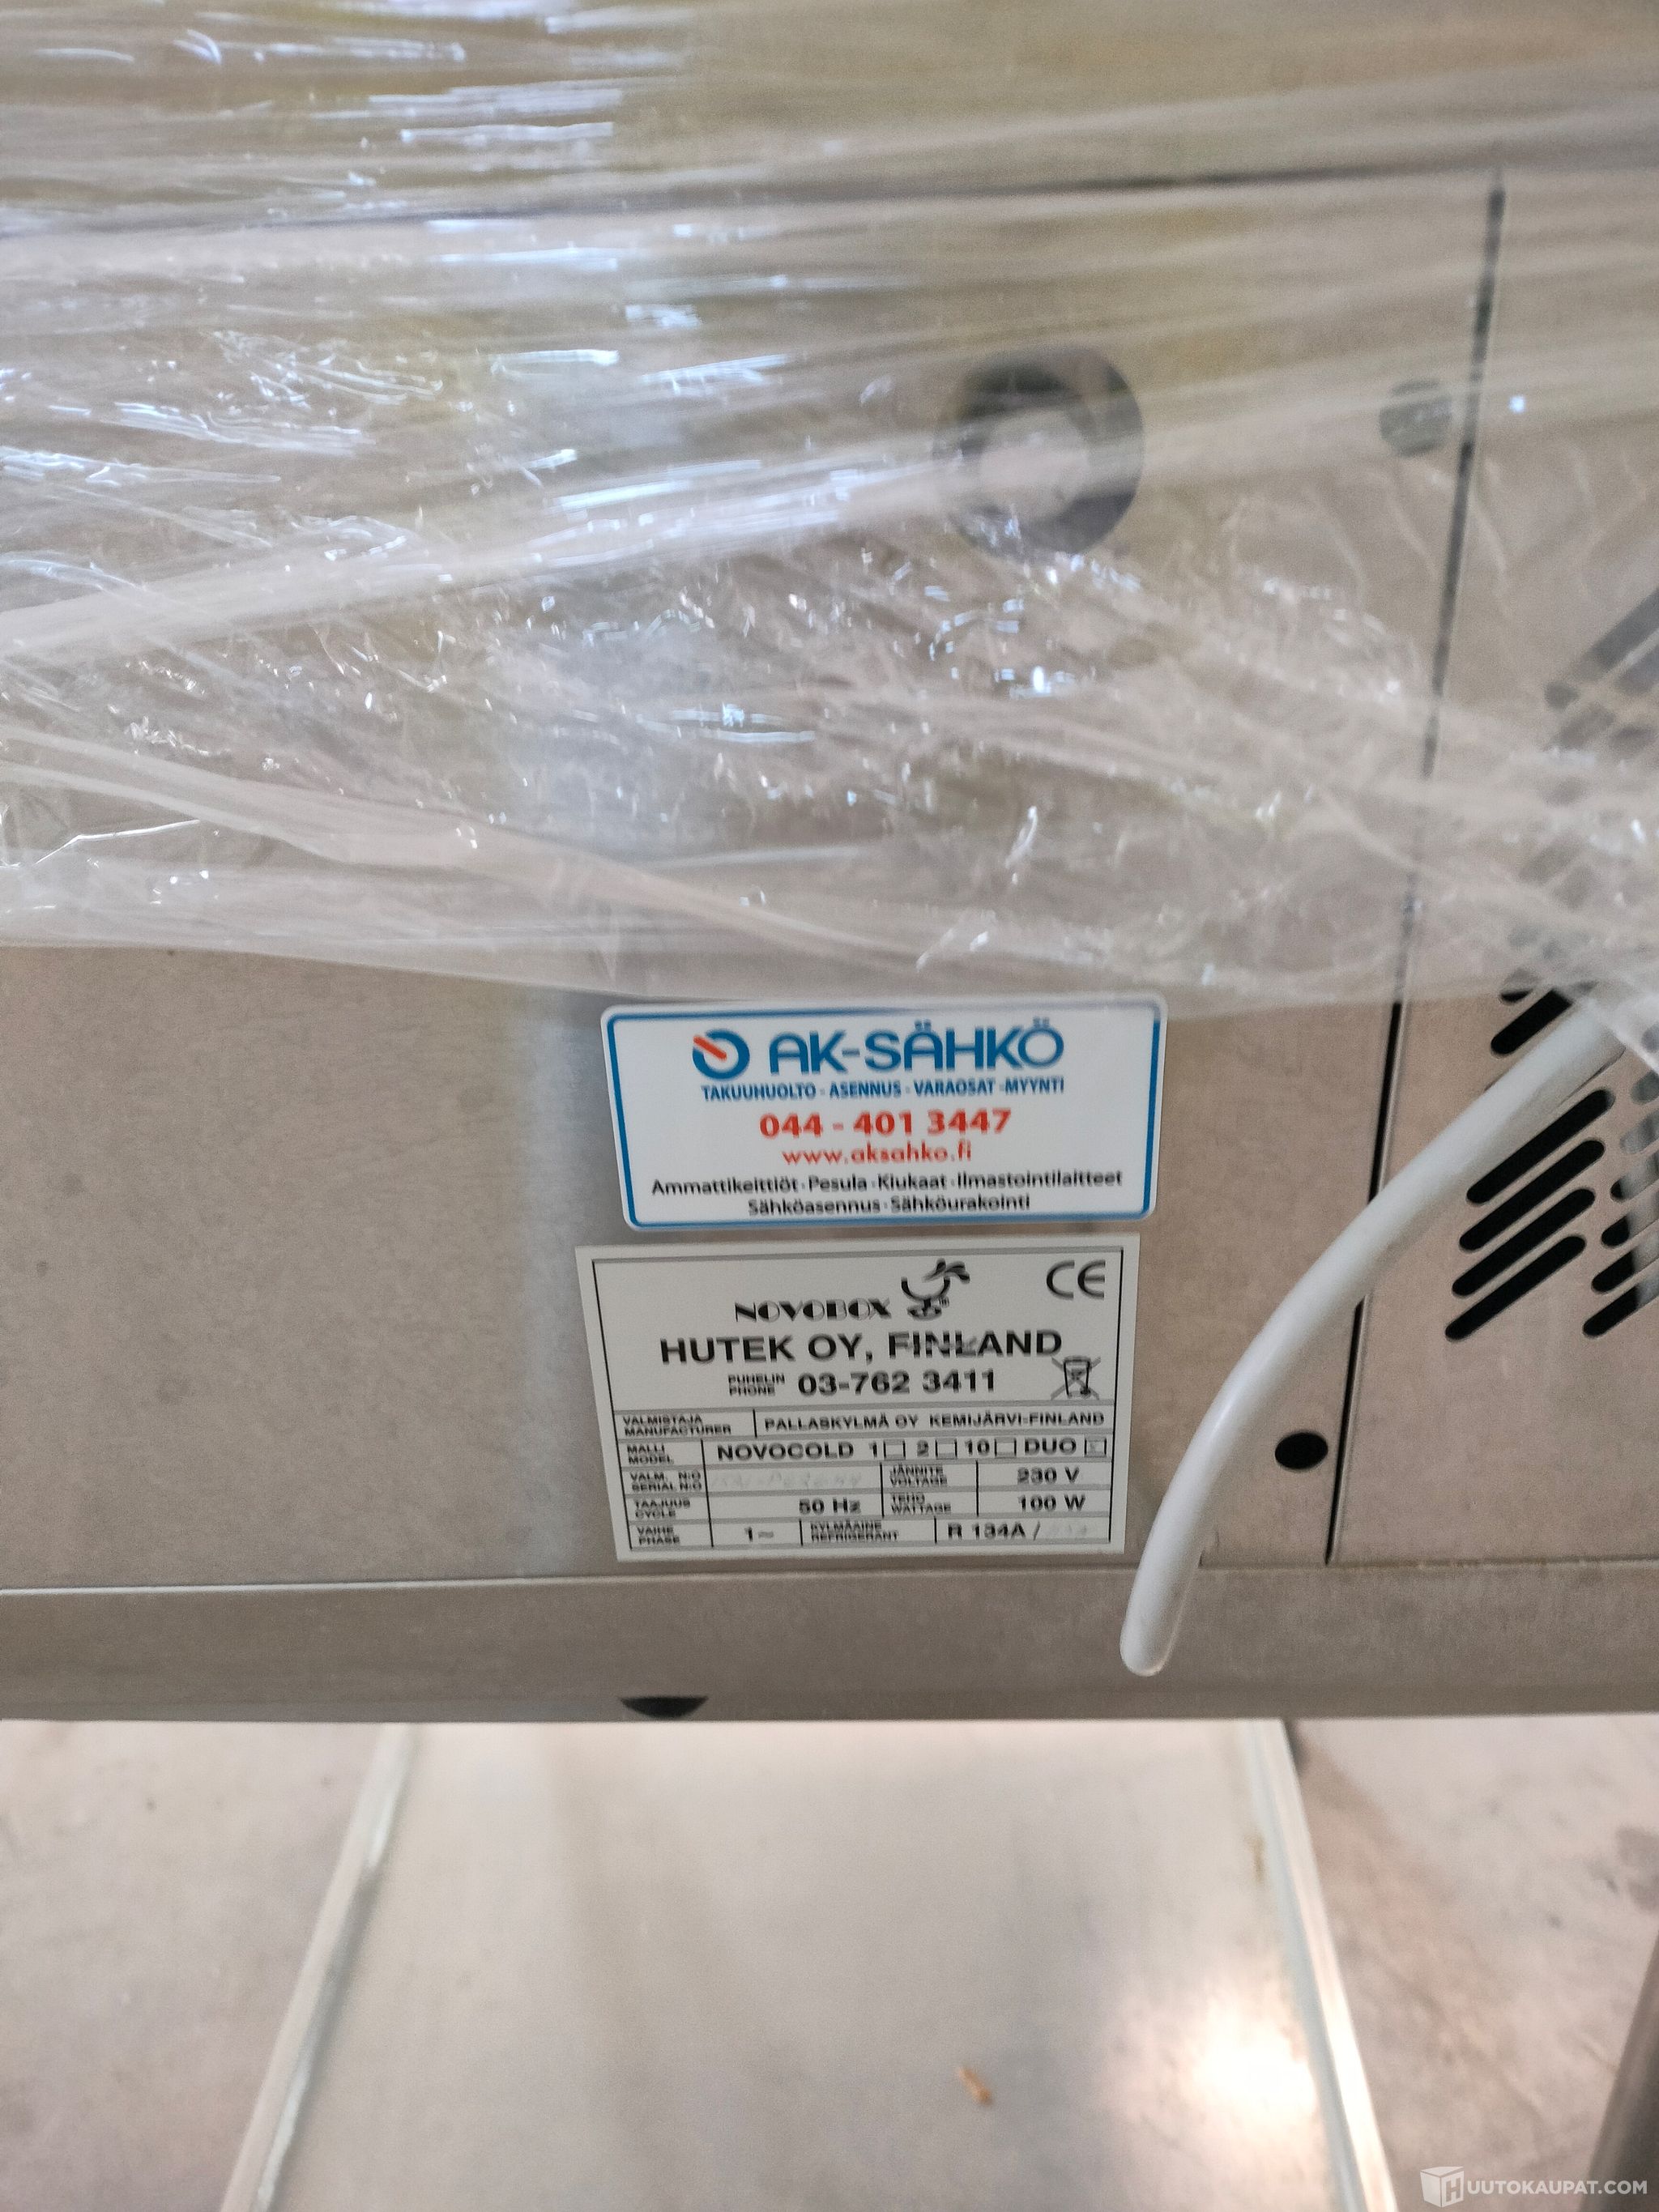 AK-SÄHKÖ
TAKUUHUOLTO - ASENNUS - VARAOSAT - MYYNTI
044 - 401 3447
www.aksahko.fi
Ammattikeittiöt · Pesula · Kiukaat · Ilmastointilaitteet
Sähköasennus · Sähköurakointi
NOVOBOX CE
HUTEK OY, FINLAND
PUHELIN
PHONE 03-762 3411
VALMISTAJA
MANUFACTURER PALLASKYLMÄ OY KEMIJÄRVI-FINLAND
MALLI
MODEL NOVOCOLD 1 2 10 DUO
VALM. N:O
SERIAL N:O
JÄNNITE
VOLTAGE 230 V
TAAJUUS
CYCLE 50 Hz
TEHO
WATTAGE 100 W
VAIHE
PHASE 1~
KYLMÄAINE
REFRIGERANT R 134A /
HUUTOKAUPAT.COM